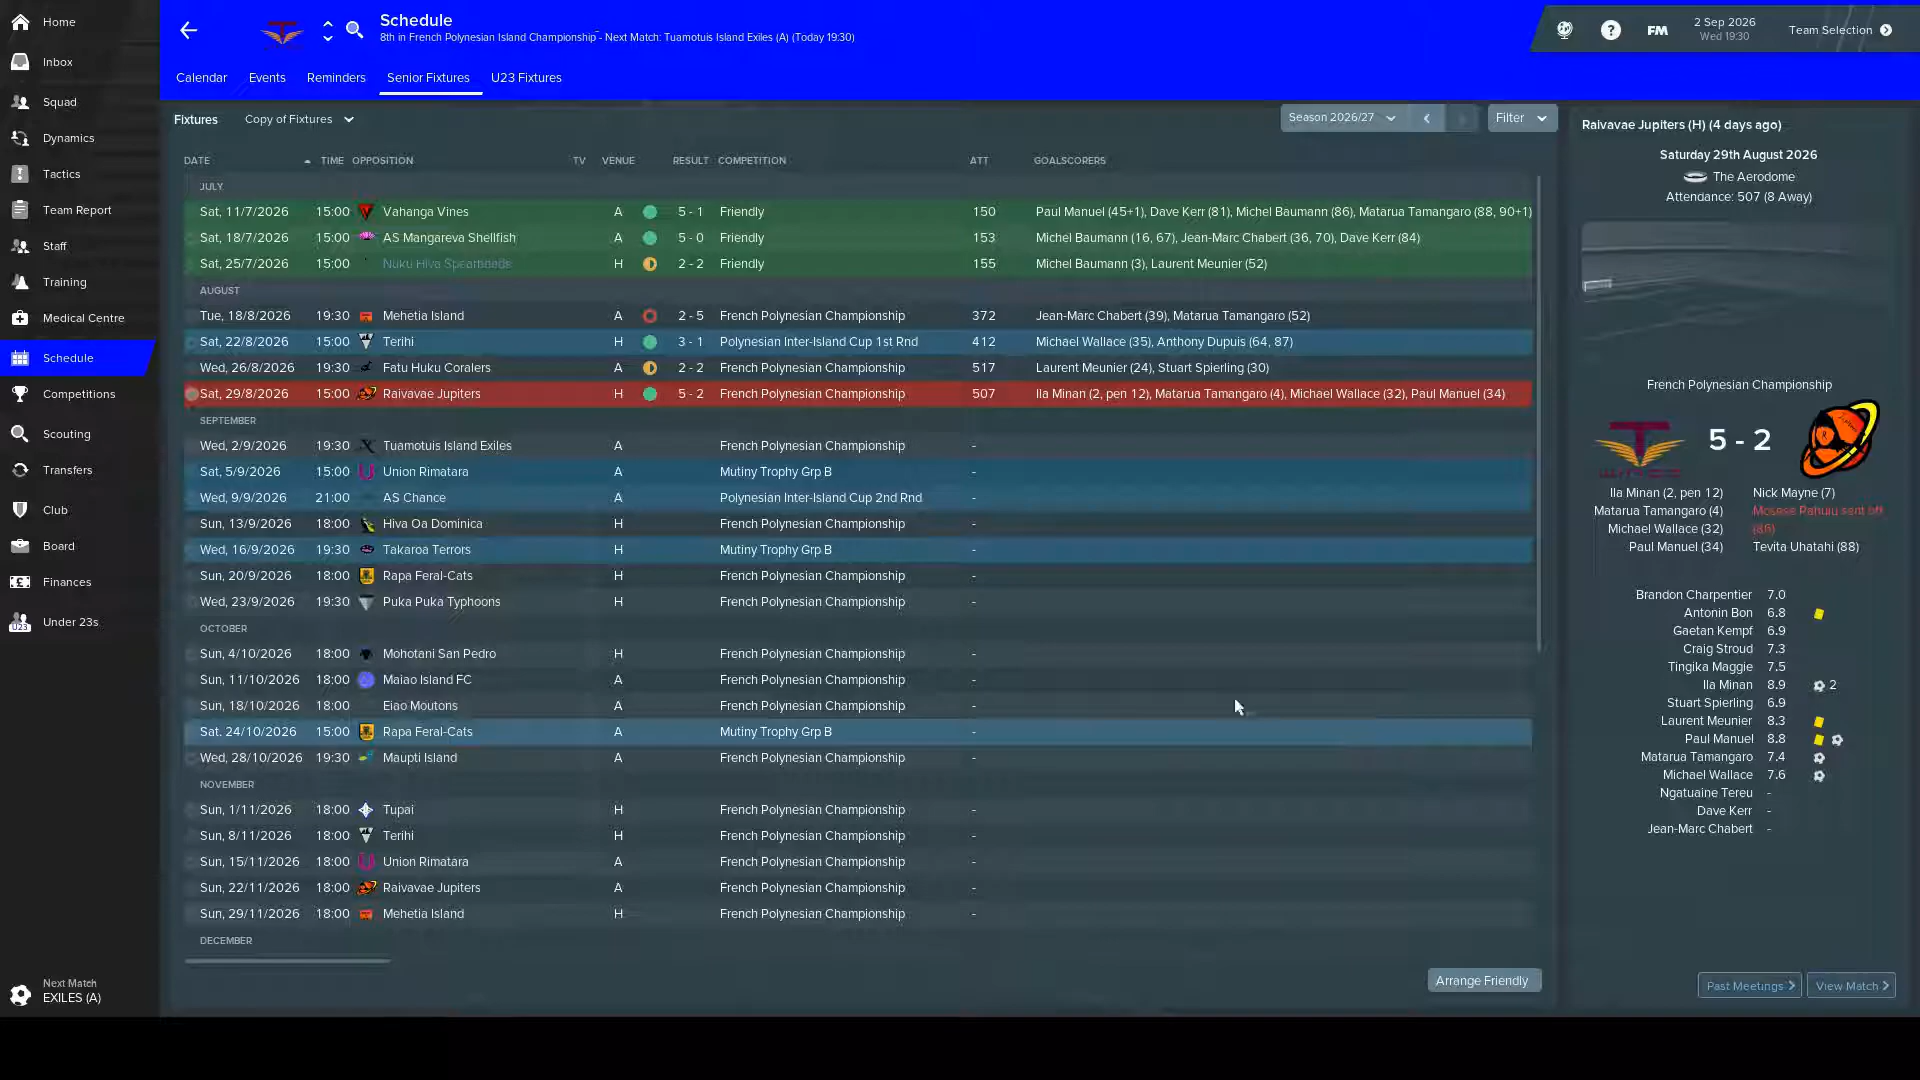 Home
Inbox
Squad
Dynamics
Tactics
Team Report
Staff
Training
Medical Centre
Schedule
Competitions
Scouting
Transfers
Club
Board
Finances
U23 Under 23s
Next Match
EXILES (A)
Schedule
8th in French Polynesian Island Championship - Next Match: Tuamotuis Island Exiles (A) (Today 19:30)
FM 2 Sep 2026 Team Selection
Wed 19:30
Calendar Events Reminders Senior Fixtures U23 Fixtures
Fixtures Copy of Fixtures Season 2026/27 Filter
DATE TIME OPPOSITION TV VENUE RESULT COMPETITION ATT GOALSCORERS
JULY
Sat, 11/7/2026 15:00 Vahanga Vines A 5 - 1 Friendly 150 Paul Manuel (45+1), Dave Kerr (81), Michel Baumann (86), Matarua Tamangaro (88, 90+1)
Sat, 18/7/2026 15:00 AS Mangareva Shellfish A 5 - 0 Friendly 153 Michel Baumann (16, 67), Jean-Marc Chabert (36, 70), Dave Kerr (84)
Sat, 25/7/2026 15:00 Nuku Hiva Spearheads H 2 - 2 Friendly 155 Michel Baumann (3), Laurent Meunier (52)
AUGUST
Tue, 18/8/2026 19:30 Mehetia Island A 2 - 5 French Polynesian Championship 372 Jean-Marc Chabert (39), Matarua Tamangaro (52)
Sat, 22/8/2026 15:00 Terihi H 3 - 1 Polynesian Inter-Island Cup 1st Rnd 412 Michael Wallace (35), Anthony Dupuis (64, 87)
Wed, 26/8/2026 19:30 Fatu Huku Coralers A 2 - 2 French Polynesian Championship 517 Laurent Meunier (24), Stuart Spierling (30)
Sat, 29/8/2026 15:00 Raivavae Jupiters H 5 - 2 French Polynesian Championship 507 Ila Minan (2, pen 12), Matarua Tamangaro (4), Michael Wallace (32), Paul Manuel (34)
SEPTEMBER
Wed, 2/9/2026 19:30 Tuamotuis Island Exiles A French Polynesian Championship -
Sat, 5/9/2026 15:00 Union Rimatara A Mutiny Trophy Grp B -
Wed, 9/9/2026 21:00 AS Chance A Polynesian Inter-Island Cup 2nd Rnd -
Sun, 13/9/2026 18:00 Hiva Oa Dominica H French Polynesian Championship -
Wed, 16/9/2026 19:30 Takaroa Terrors H Mutiny Trophy Grp B -
Sun, 20/9/2026 18:00 Rapa Feral-Cats H French Polynesian Championship -
Wed, 23/9/2026 19:30 Puka Puka Typhoons H French Polynesian Championship -
OCTOBER
Sun, 4/10/2026 18:00 Mohotani San Pedro H French Polynesian Championship -
Sun, 11/10/2026 18:00 Maiao Island FC A French Polynesian Championship -
Sun, 18/10/2026 18:00 Eiao Moutons A French Polynesian Championship -
Sat. 24/10/2026 15:00 Rapa Feral-Cats A Mutiny Trophy Grp B -
Wed, 28/10/2026 19:30 Maupti Island A French Polynesian Championship -
NOVEMBER
Sun, 1/11/2026 18:00 Tupai H French Polynesian Championship -
Sun, 8/11/2026 18:00 Terihi H French Polynesian Championship -
Sun, 15/11/2026 18:00 Union Rimatara A French Polynesian Championship -
Sun, 22/11/2026 18:00 Raivavae Jupiters A French Polynesian Championship -
Sun, 29/11/2026 18:00 Mehetia Island H French Polynesian Championship -
DECEMBER
Arrange Friendly
Raivavae Jupiters (H) (4 days ago)
Saturday 29th August 2026
The Aerodome
Attendance: 507 (8 Away)
French Polynesian Championship
5 - 2
Ila Minan (2, pen 12) Nick Mayne (7)
Matarua Tamangaro (4) Mosese Pahulu sent off
Michael Wallace (32) (86)
Paul Manuel (34) Tevita Uhatahi (88)
Brandon Charpentier 7.0
Antonin Bon 6.8
Gaetan Kempf 6.9
Craig Stroud 7.3
Tingika Maggie 7.5
Ila Minan 8.9 2
Stuart Spierling 6.9
Laurent Meunier 8.3
Paul Manuel 8.8
Matarua Tamangaro 7.4
Michael Wallace 7.6
Ngatuaine Tereu -
Dave Kerr -
Jean-Marc Chabert -
Past Meetings View Match